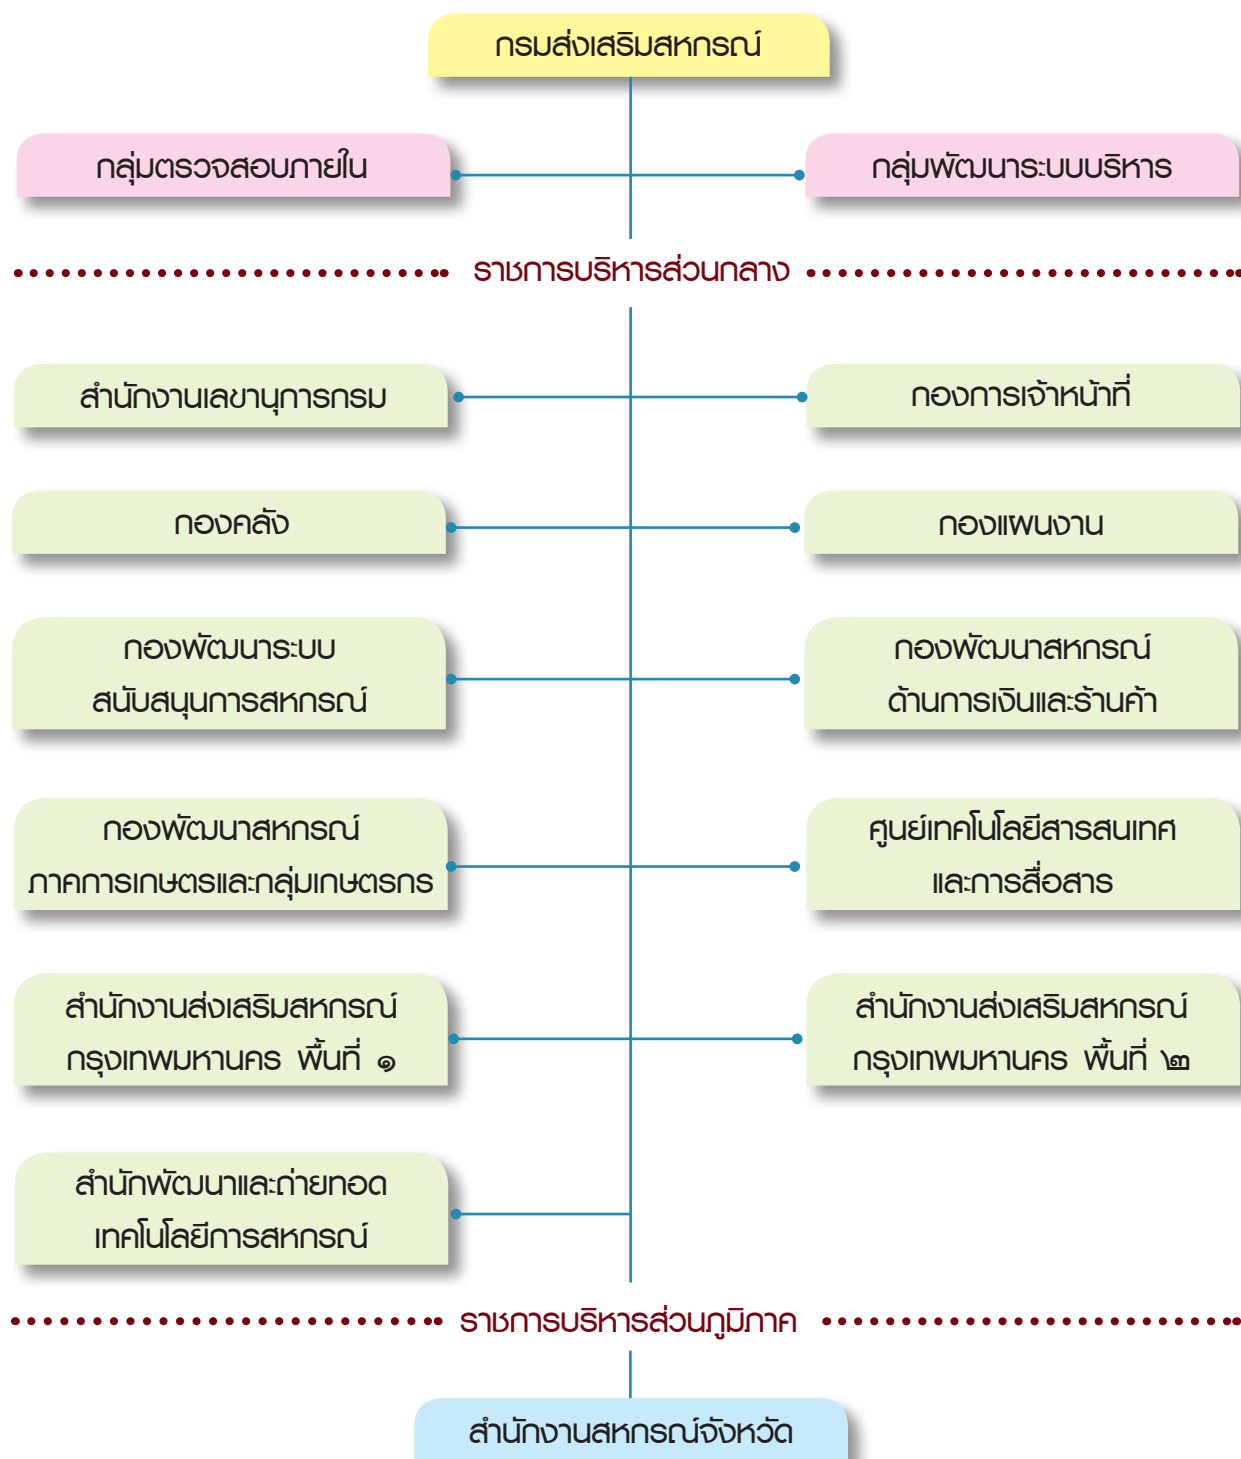 กรมส่งเสริมสหกรณ์
กลุ่มตรวจสอบภายใน
กลุ่มพัฒนาระบบบริหาร
ราชการบริหารส่วนกลาง
สำนักงานเลขานุการกรม
กองการเจ้าหน้าที่
กองคลัง
กองแผนงาน
กองพัฒนาระบบ
สนับสนุนการสหกรณ์
กองพัฒนาสหกรณ์
ด้านการเงินและร้านค้า
กองพัฒนาสหกรณ์
ภาคการเกษตรและกลุ่มเกษตรกร
ศูนย์เทคโนโลยีสารสนเทศ
และการสื่อสาร
สำนักงานส่งเสริมสหกรณ์
กรุงเทพมหานคร พื้นที่ ๑
สำนักงานส่งเสริมสหกรณ์
กรุงเทพมหานคร พื้นที่ ๒
สำนักพัฒนาและถ่ายทอด
เทคโนโลยีการสหกรณ์
ราชการบริหารส่วนภูมิภาค
สำนักงานสหกรณ์จังหวัด